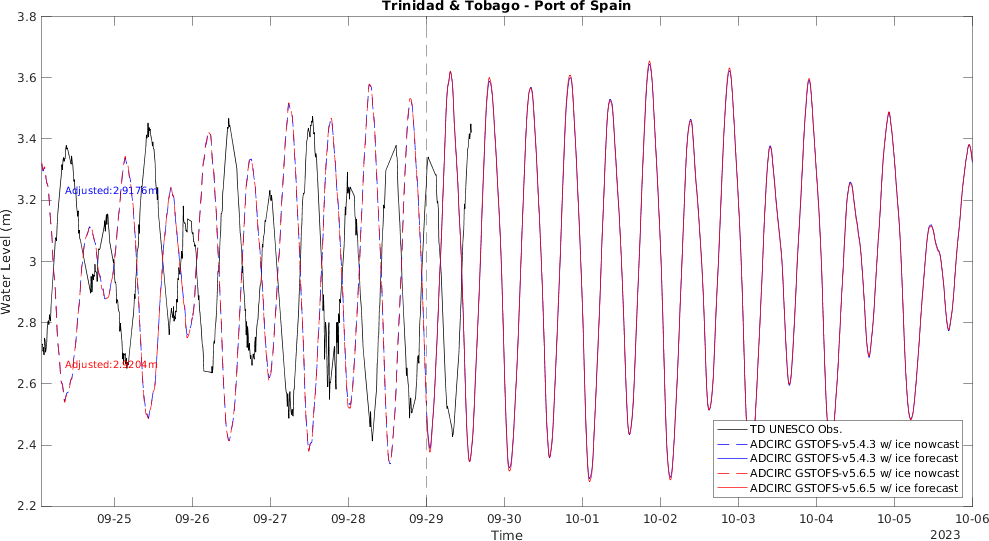 Trinidad & Tobago - Port of Spain
3.8
3.6
3.4
3.2
3
2.8
2.6
2.4
2.2
Water Level (m)
Adjusted:2.9176m
Adjusted:2.9204m
TD UNESCO Obs.
ADCIRC GSTOFS-v5.4.3 w/ ice nowcast
ADCIRC GSTOFS-v5.4.3 w/ ice forecast
ADCIRC GSTOFS-v5.6.5 w/ ice nowcast
ADCIRC GSTOFS-v5.6.5 w/ ice forecast
09-25 09-26 09-27 09-28 09-29 09-30 10-01 10-02 10-03 10-04 10-05 10-06
Time
2023